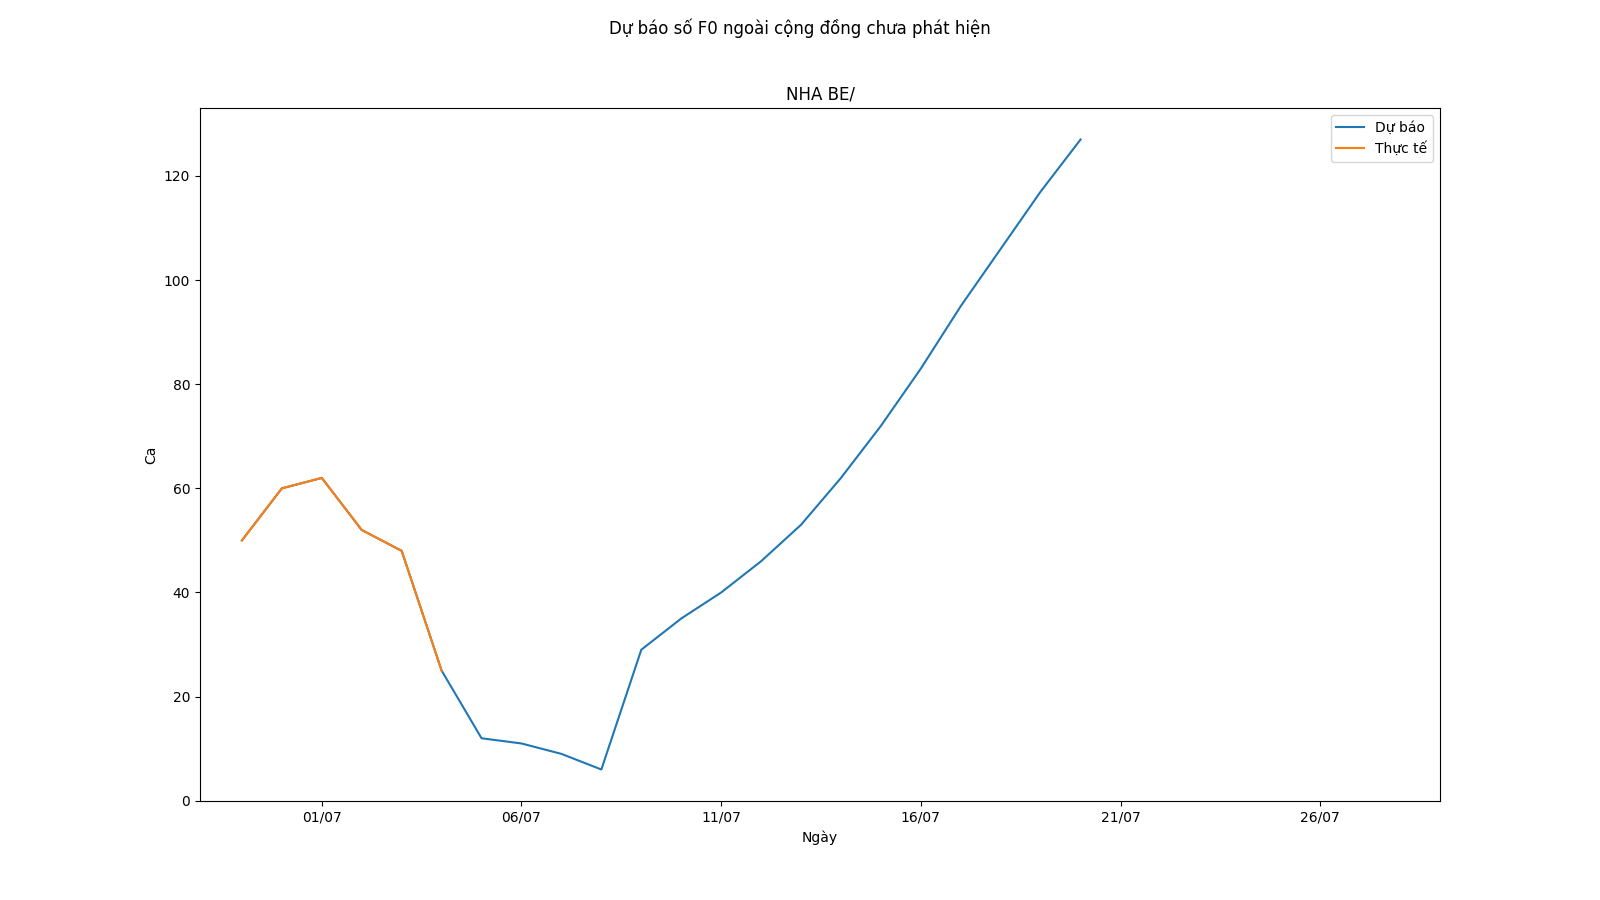 Dự báo số F0 ngoài cộng đồng chưa phát hiện
NHA BE/
Dự báo
Thực tế
120
100
80
60
40
20
0
Ca
01/07
06/07
11/07
16/07
21/07
26/07
Ngày